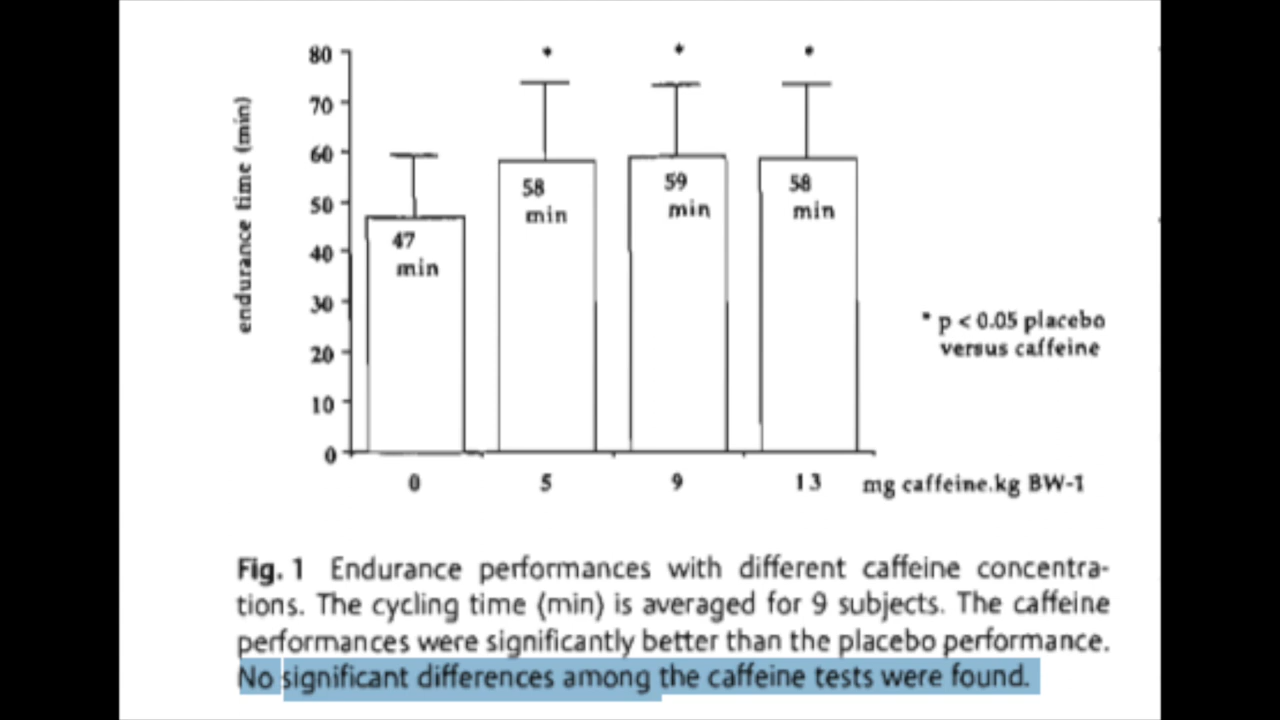 endurance time (min)
80
70
60
50
40
30
20
10
0
*
*
*
47
min
58
min
59
min
58
min
0 5 9 13 mg caffeine.kg BW-1
* p < 0.05 placebo
versus caffeine
Fig. 1 Endurance performances with different caffeine concentra-
tions. The cycling time (min) is averaged for 9 subjects. The caffeine
performances were significantly better than the placebo performance.
No significant differences among the caffeine tests were found.